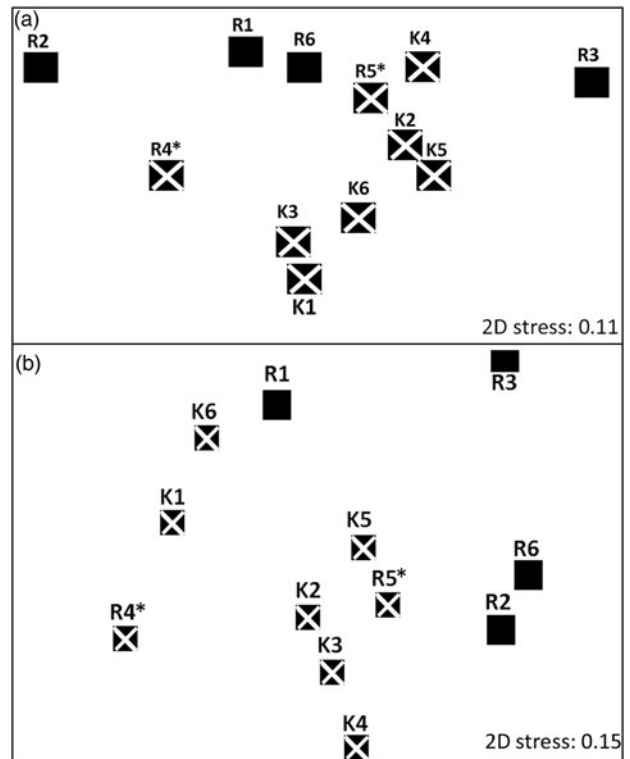 (a)
R2
R1
R6
K4
R3
R5*
K2
R4*
K5
K6
K3
K1
2D stress: 0.11
(b)
R1
R3
K6
K1
K5
R6
R5*
K2
R2
R4*
K3
K4
2D stress: 0.15